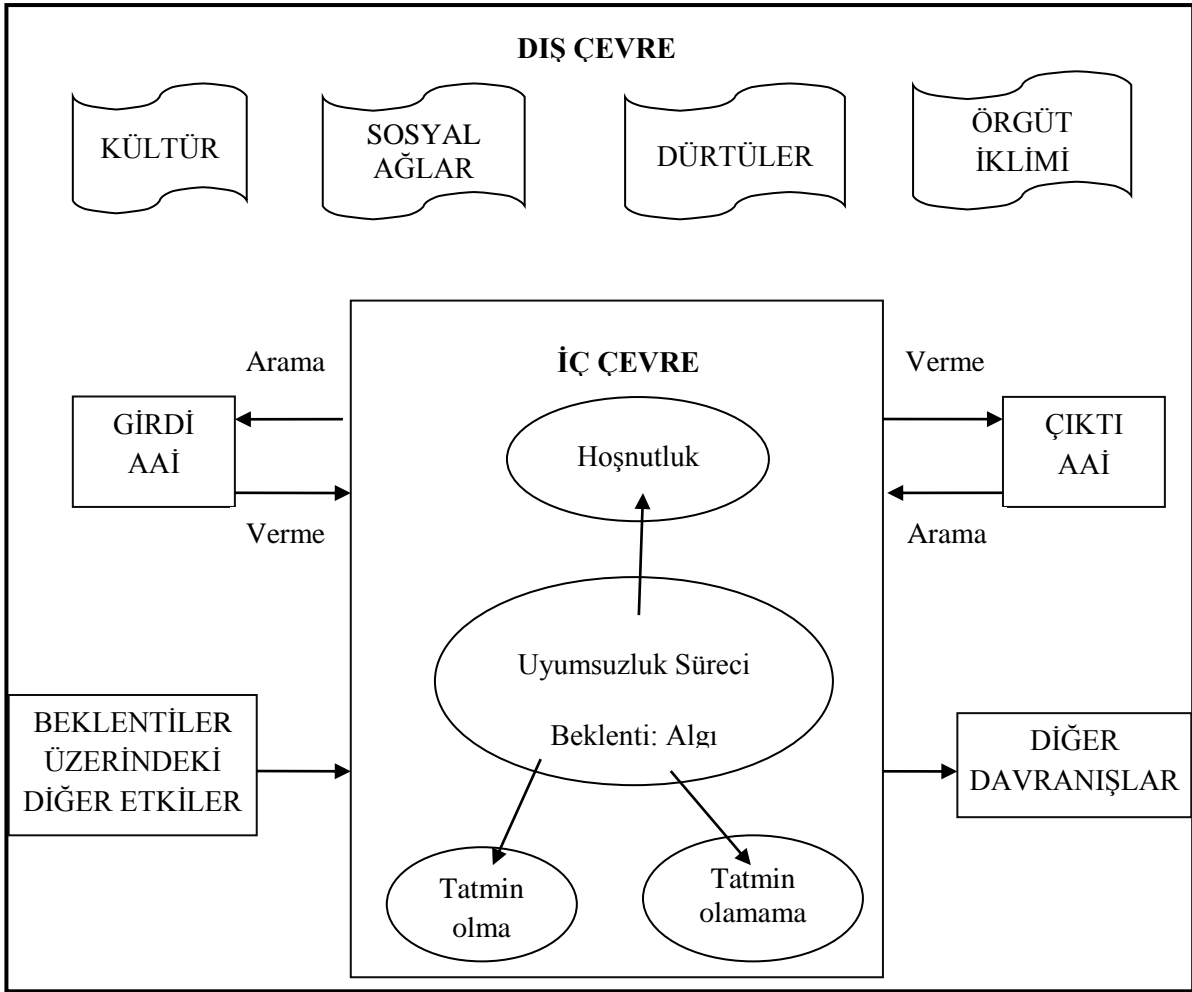 DIŞ ÇEVRE
KÜLTÜR
SOSYAL
AĞLAR
DÜRTÜLER
ÖRGÜT
İKLİMİ
Arama
GİRDİ
AAİ
Verme
İÇ ÇEVRE
Hoşnutluk
Verme
ÇIKTI
AAİ
Arama
Uyumsuzluk Süreci
Beklenti: Algı
BEKLENTİLER
ÜZERİNDEKİ
DİĞER ETKİLER
DİĞER
DAVRANIŞLAR
Tatmin
olma
Tatmin
olamama